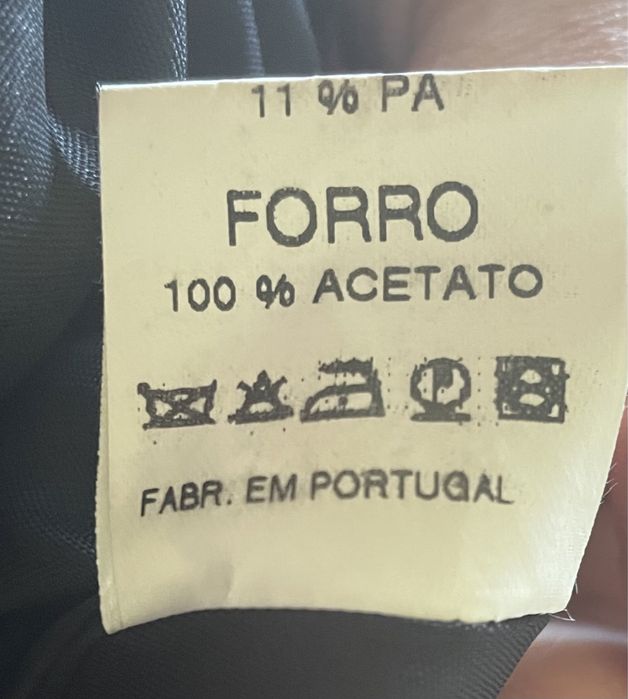 11 % PA
FORRO
100 % ACETATO
P
FABR. EM PORTUGAL